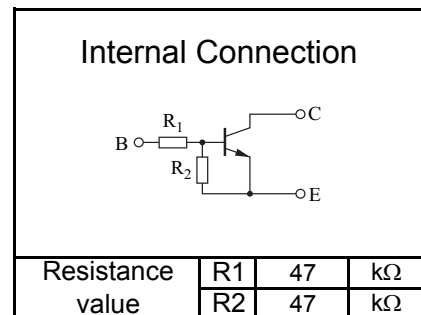 Internal Connection
C
R1
B
R2
E
Resistance value R1 47 kΩ
R2 47 kΩ